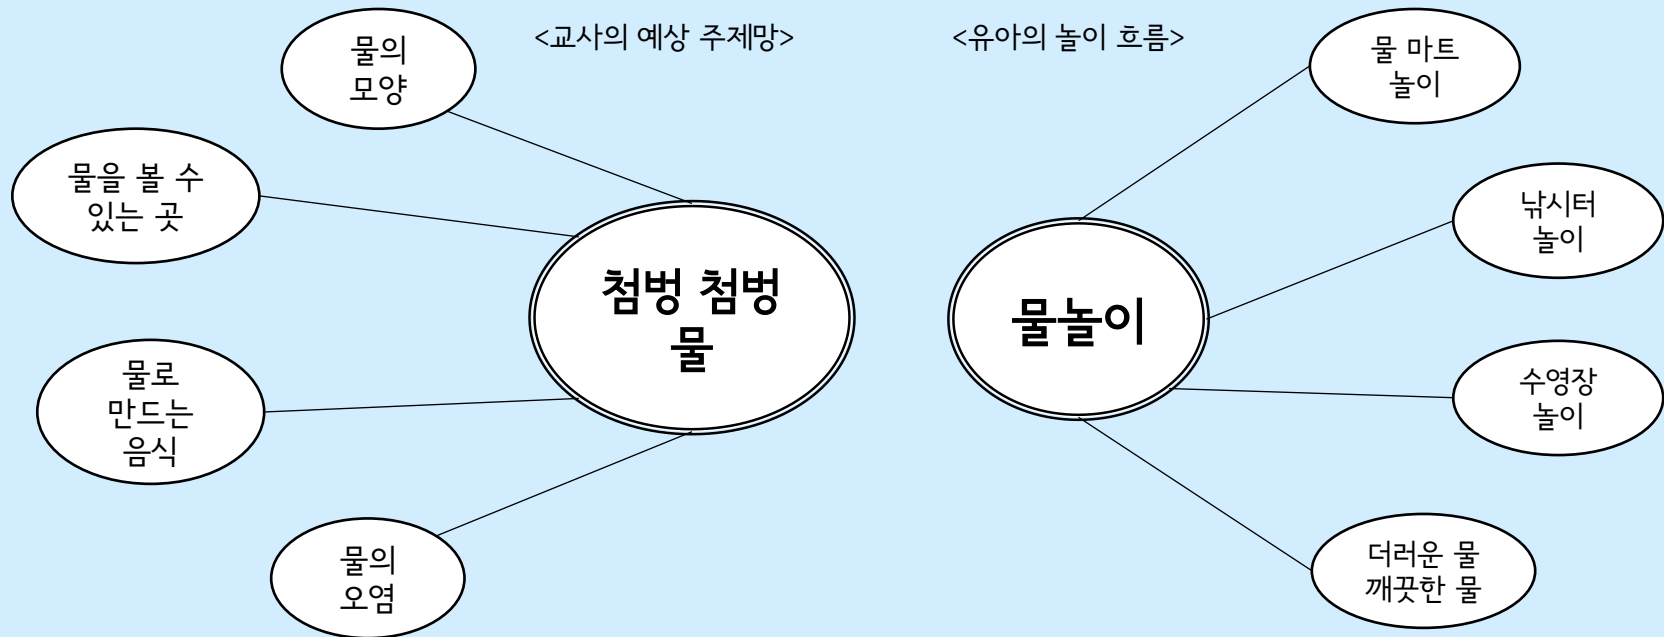 <교사의 예상 주제망>
물의
모양
물을 볼 수
있는 곳
첨벙 첨벙
물
물로
만드는
음식
물의
오염
<유아의 놀이 흐름>
물 마트
놀이
낚시터
놀이
물놀이
수영장
놀이
더러운 물
깨끗한 물